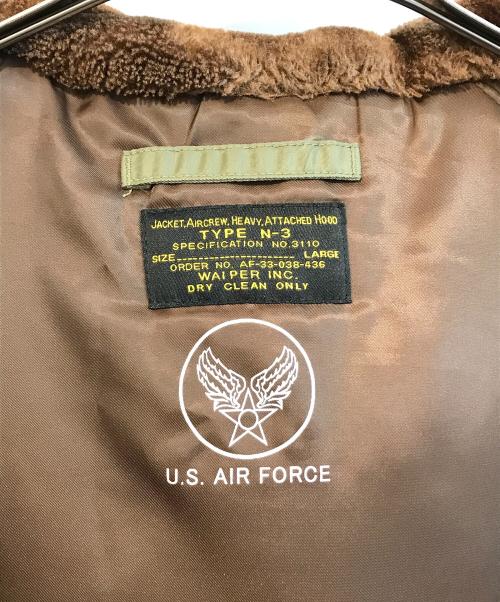 JACKET, AIRCREW, HEAVY, ATTACHED HOOD
TYPE N-3
SPECIFICATION NO.3110
SIZE---------------------- LARGE
ORDER NO. AF-33-038-436
WAIPER INC.
DRY CLEAN ONLY
U.S. AIR FORCE